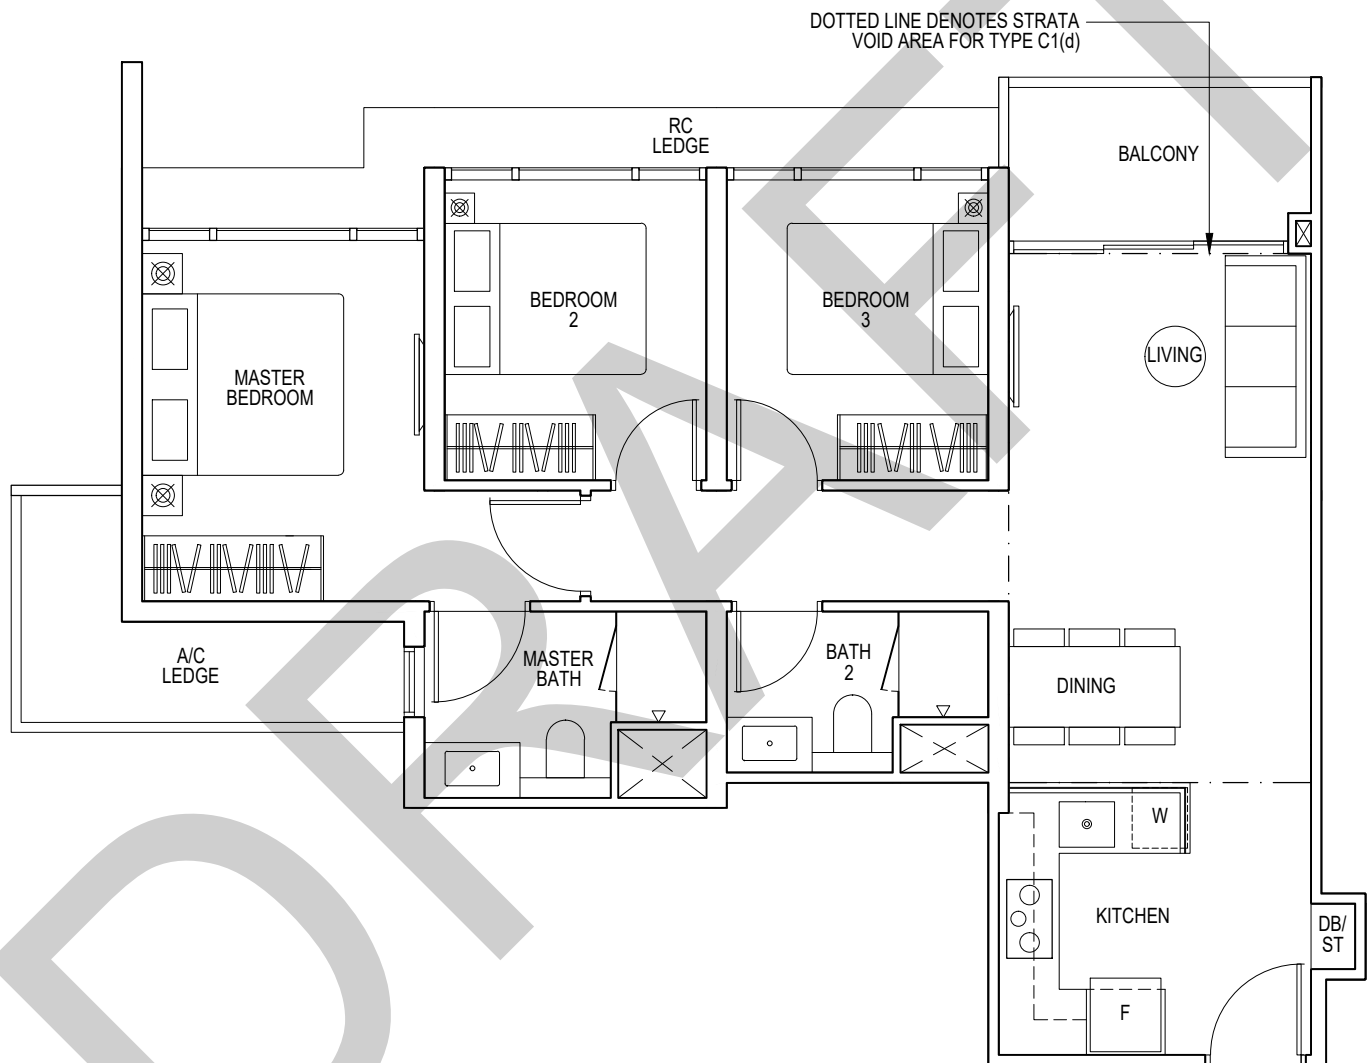 DOTTED LINE DENOTES STRATA
VOID AREA FOR TYPE C1(d)
RC
LEDGE
BALCONY
BEDROOM
2
BEDROOM
3
LIVING
MASTER
BEDROOM
A/C
LEDGE
MASTER
BATH
BATH
2
DINING
W
KITCHEN
DB/
ST
F
DRAFT